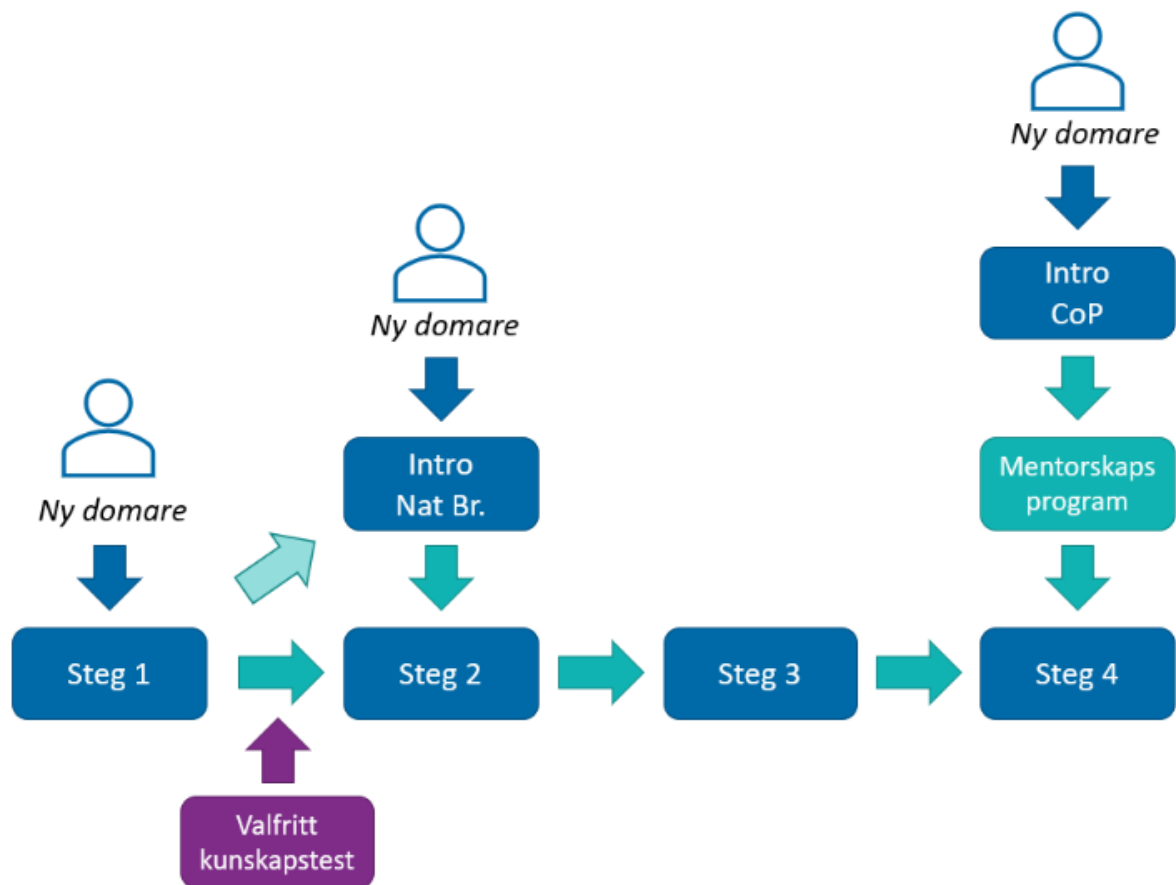 Ny domare
Intro
CoP
Ny domare
Intro
Nat Br.
Mentorskaps
program
Ny domare
Steg 1
Steg 2
Steg 3
Steg 4
Valfritt
kunskapstest